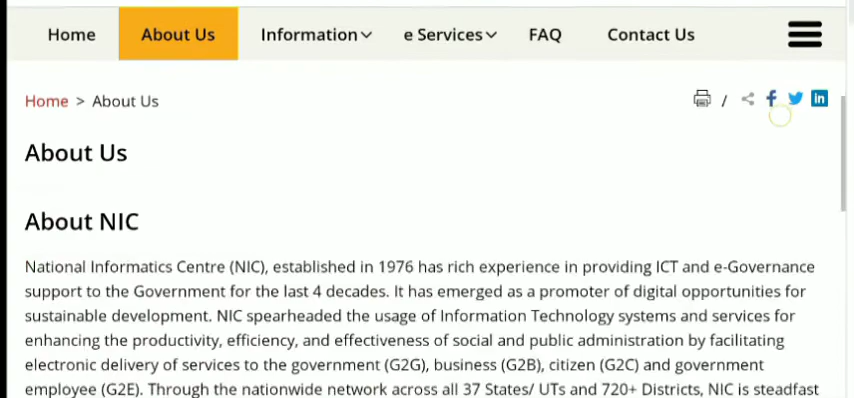 Home About Us Information e Services FAQ Contact Us
Home > About Us /
About Us
About NIC
National Informatics Centre (NIC), established in 1976 has rich experience in providing ICT and e-Governance
support to the Government for the last 4 decades. It has emerged as a promoter of digital opportunities for
sustainable development. NIC spearheaded the usage of Information Technology systems and services for
enhancing the productivity, efficiency, and effectiveness of social and public administration by facilitating
electronic delivery of services to the government (G2G), business (G2B), citizen (G2C) and government
employee (G2E). Through the nationwide network across all 37 States/ UTs and 720+ Districts, NIC is steadfast